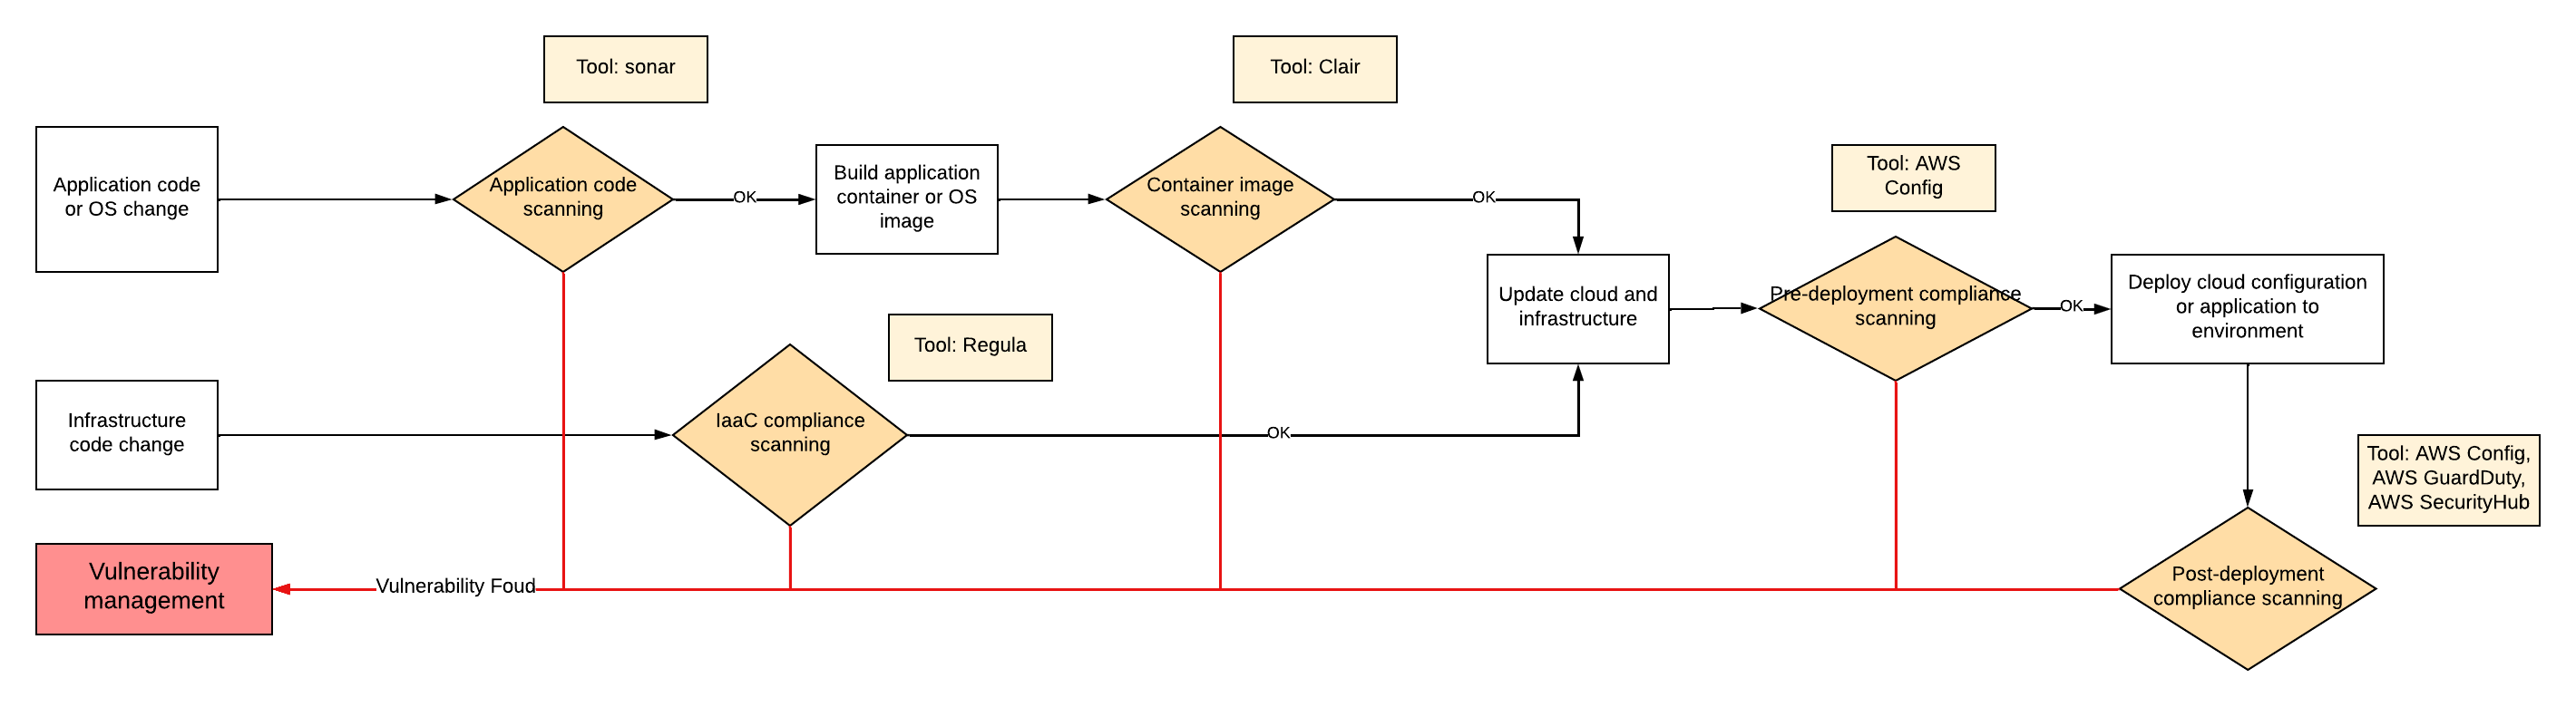 Tool: sonar
Tool: Clair
Application code
or OS change
Application code
scanning
OK
Build application
container or OS
image
Container image
scanning
OK
Tool: AWS
Config
Update cloud and
infrastructure
Pre-deployment compliance
scanning
OK
Deploy cloud configuration
or application to
environment
Tool: Regula
Infrastructure
code change
IaaC compliance
scanning
OK
Tool: AWS Config,
AWS GuardDuty,
AWS SecurityHub
Vulnerability
management
Vulnerability Foud
Post-deployment
compliance scanning